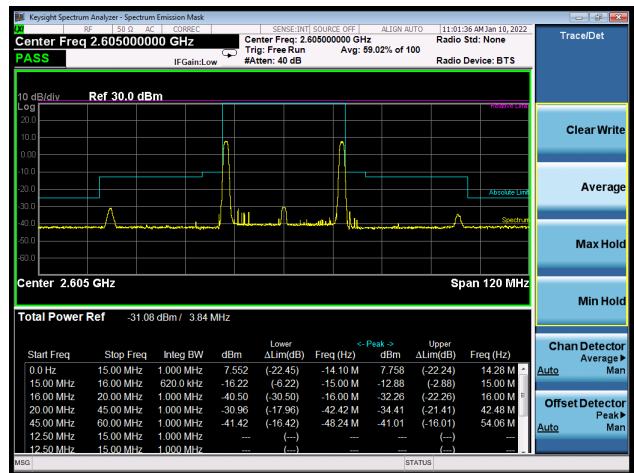 Keysight Spectrum Analyzer - Spectrum Emission Mask
LXI RF 50 Ω AC CORREC SENSE:INT SOURCE OFF ALIGN AUTO 11:01:36 AM Jan 10, 2022
Center Freq 2.605000000 GHz Center Freq: 2.605000000 GHz Radio Std: None
Trig: Free Run Avg: 59.02% of 100
PASS IFGain:Low #Atten: 40 dB Radio Device: BTS
10 dB/div Ref 30.0 dBm
Log
Relative Limit
20.0
10.0
0.00
-10.0
-20.0
Absolute Limit
-30.0
Spectrum
-40.0
-50.0
-60.0
Center 2.605 GHz Span 120 MHz
Total Power Ref -31.08 dBm / 3.84 MHz
Lower <- Peak -> Upper
Start Freq Stop Freq Integ BW dBm ΔLim(dB) Freq (Hz) dBm ΔLim(dB) Freq (Hz)
0.0 Hz 15.00 MHz 1.000 MHz 7.552 (-22.45) -14.10 M 7.758 (-22.24) 14.28 M
15.00 MHz 16.00 MHz 620.0 kHz -16.22 (-6.22) -15.00 M -12.88 (-2.88) 15.00 M
16.00 MHz 20.00 MHz 1.000 MHz -40.50 (-30.50) -16.00 M -32.26 (-22.26) 16.00 M
20.00 MHz 45.00 MHz 1.000 MHz -30.96 (-17.96) -42.42 M -34.41 (-21.41) 42.48 M
45.00 MHz 60.00 MHz 1.000 MHz -41.42 (-16.42) -48.24 M -41.01 (-16.01) 54.06 M
12.50 MHz 15.00 MHz 1.000 MHz --- (---) --- --- (---) ---
12.50 MHz 15.00 MHz 1.000 MHz --- (---) --- --- (---) ---
MSG STATUS
Trace/Det
Clear Write
Average
Max Hold
Min Hold
Chan Detector
Average
Auto Man
Offset Detector
Peak
Auto Man